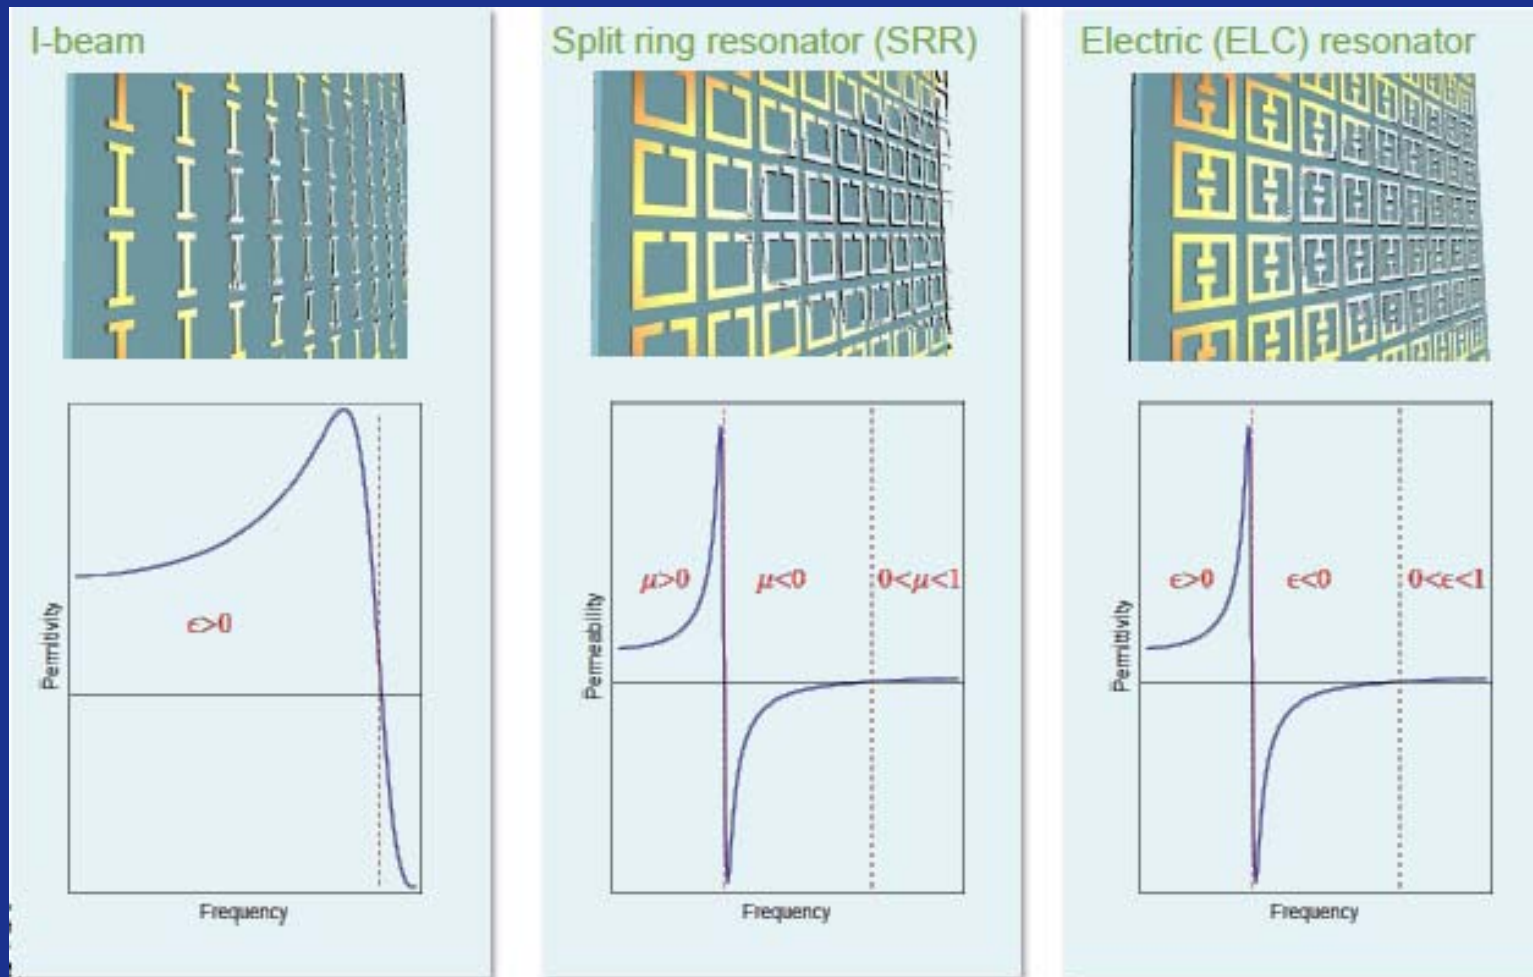 I-beam
Permitivity
ϵ>0
Frequency
Split ring resonator (SRR)
Permeability
μ>0
μ<0
0<μ<1
Frequency
Electric (ELC) resonator
Permittivity
ϵ>0
ϵ<0
0<ϵ<1
Frequency